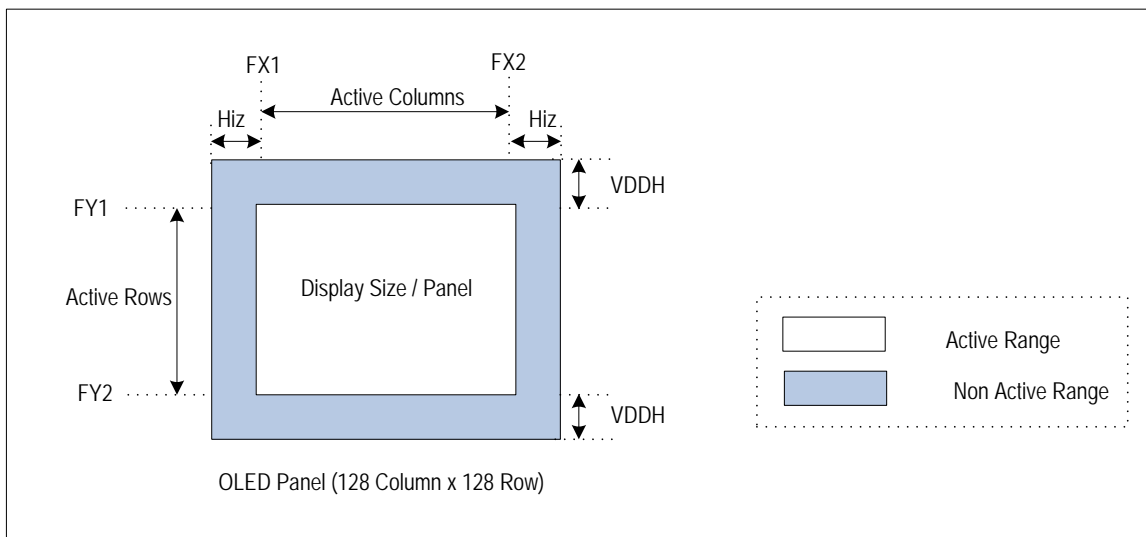 FX1
FX2
Active Columns
Hiz
Hiz
VDDH
FY1
Active Rows
Display Size / Panel
Active Range
FY2
Non Active Range
VDDH
OLED Panel (128 Column x 128 Row)